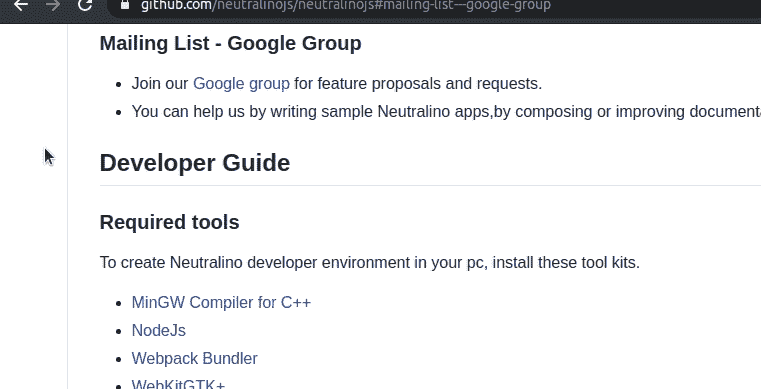 github.com/neutralinojs/neutralinojs#mailing-list---google-group
Mailing List - Google Group
Join our Google group for feature proposals and requests.
You can help us by writing sample Neutralino apps,by composing or improving documenta
Developer Guide
Required tools
To create Neutralino developer environment in your pc, install these tool kits.
MinGW Compiler for C++
NodeJs
Webpack Bundler
WebKitGTK+